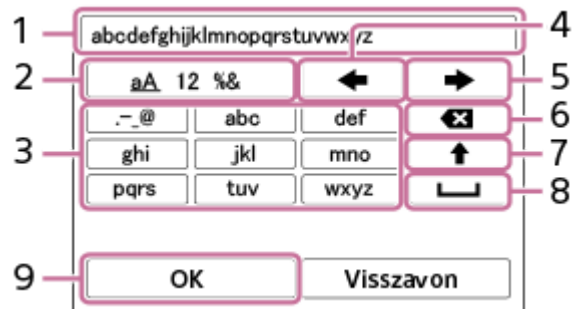 1
abcdefghijklmnopqrstuvwxyz
4
2
aA 12 %&
5
3
.-_@ abc def
6
ghi jkl mno
7
pqrs tuv wxyz
8
9
OK Visszavon